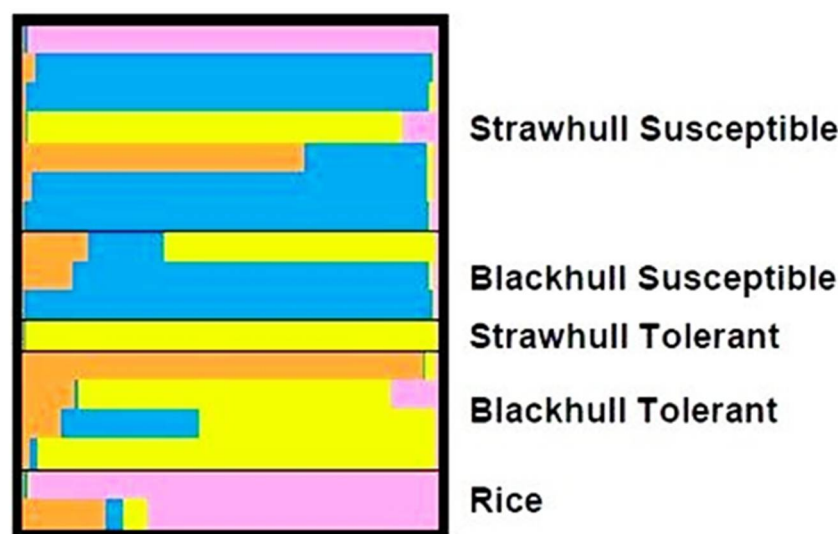 Strawhull Susceptible
Blackhull Susceptible
Strawhull Tolerant
Blackhull Tolerant
Rice